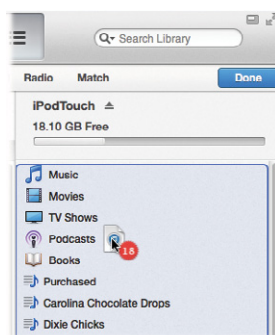 Search Library
Radio Match Done
iPodTouch
18.10 GB Free
Music
Movies
TV Shows
Podcasts
18
Books
Purchased
Carolina Chocolate Drops
Dixie Chicks